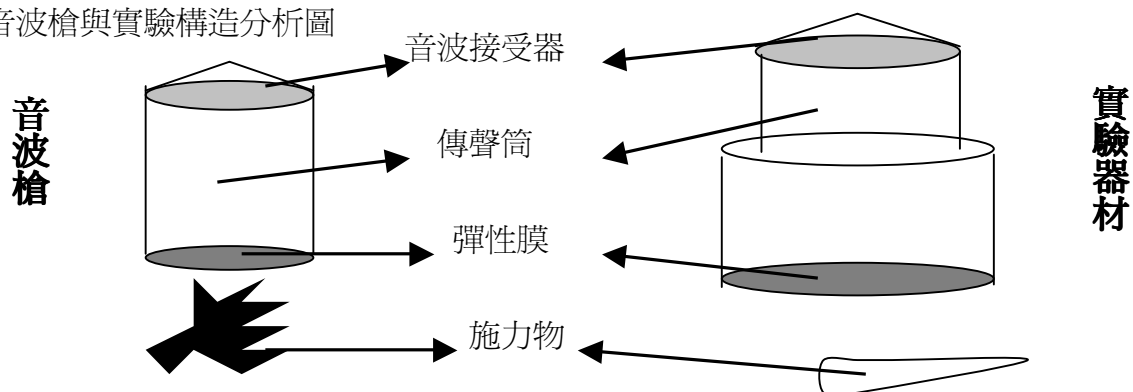 音波槍與實驗構造分析圖
音波接受器
傳聲筒
彈性膜
施力物
音波槍
實驗器材